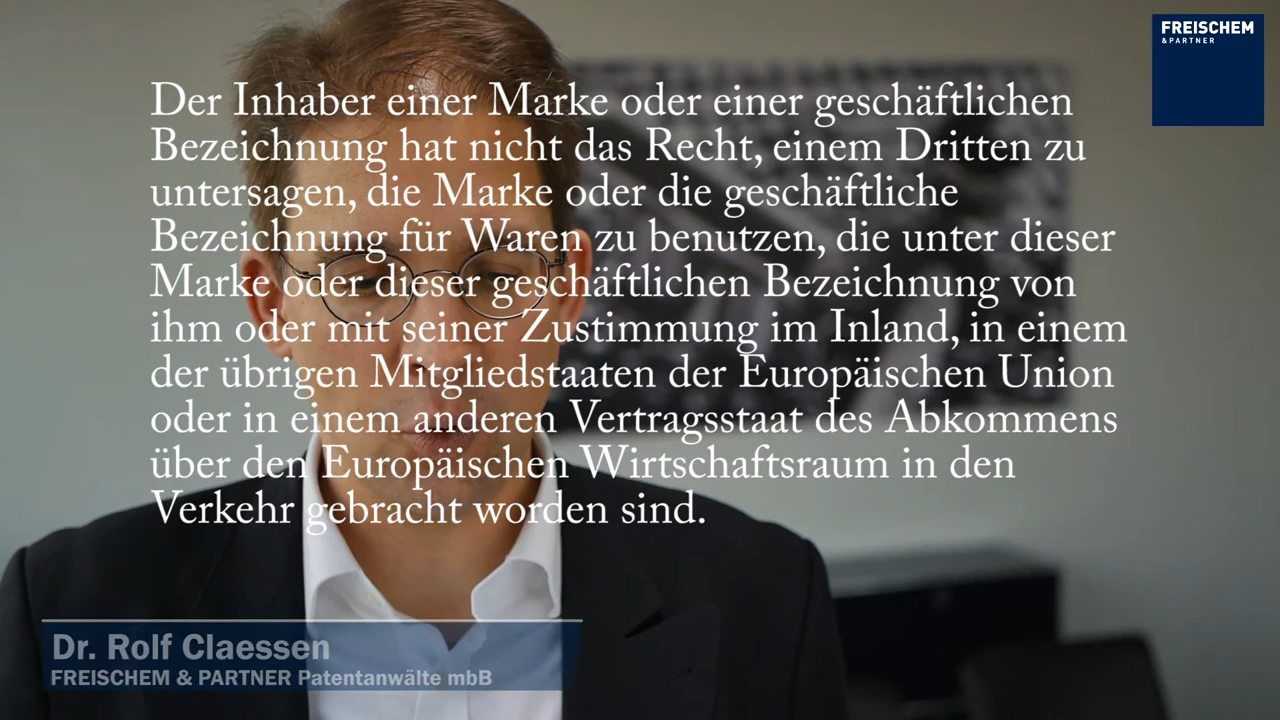 FREISCHEM
& PARTNER
Der Inhaber einer Marke oder einer geschäftlichen
Bezeichnung hat nicht das Recht, einem Dritten zu
untersagen, die Marke oder die geschäftliche
Bezeichnung für Waren zu benutzen, die unter dieser
Marke oder dieser geschäftlichen Bezeichnung von
ihm oder mit seiner Zustimmung im Inland, in einem
der übrigen Mitgliedstaaten der Europäischen Union
oder in einem anderen Vertragsstaat des Abkommens
über den Europäischen Wirtschaftsraum in den
Verkehr gebracht worden sind.
Dr. Rolf Claessen
FREISCHEM & PARTNER Patentanwälte mbB